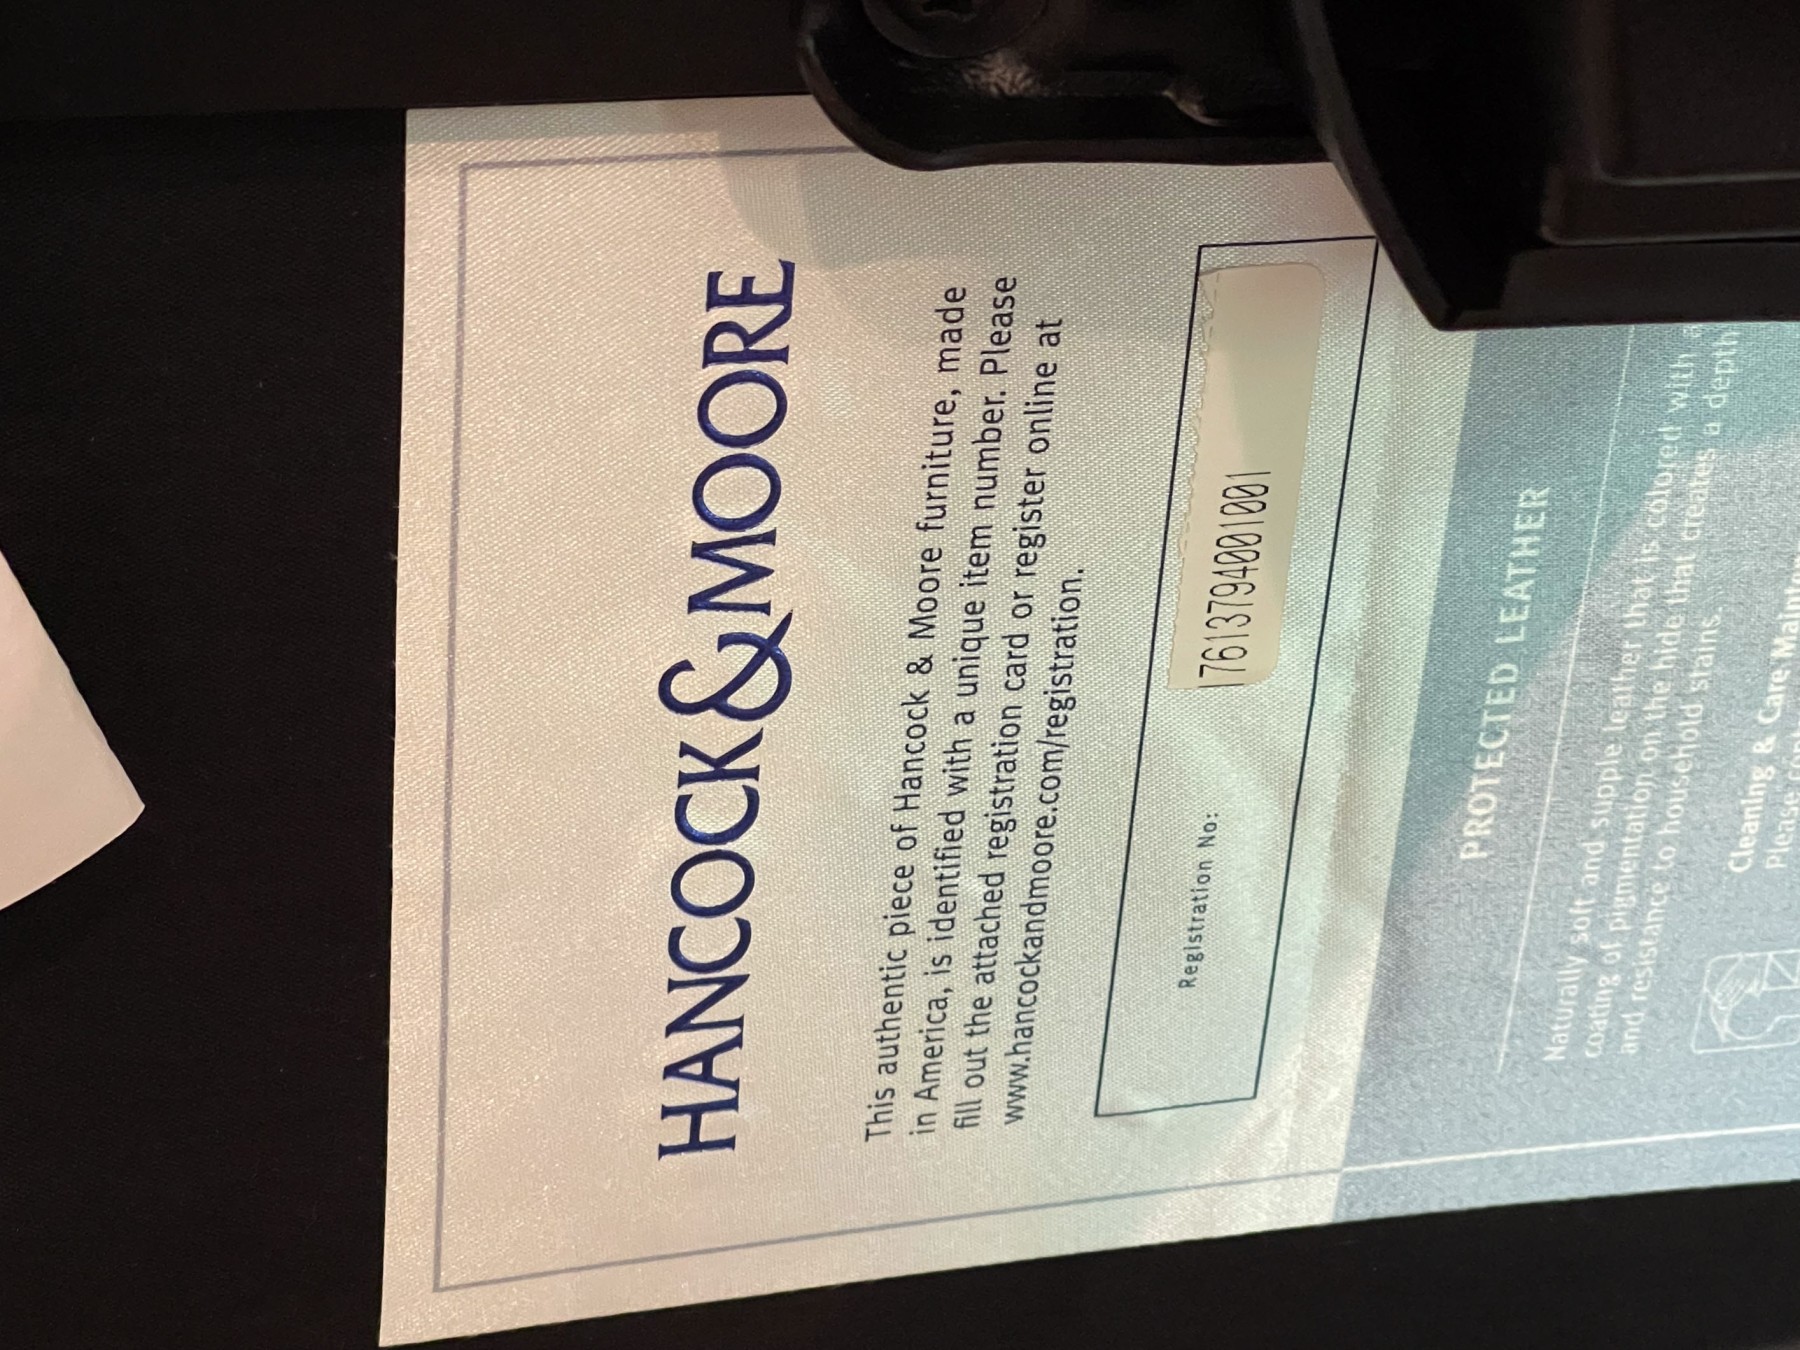 HANCOCK & MOORE
This authentic piece of Hancock & Moore furniture, made
in America, is identified with a unique item number. Please
fill out the attached registration card or register online at
www.hancockandmoore.com/registration.
Registration No:
17613794001001
PROTECTED LEATHER
Naturally soft and supple leather that is colored with
coating of pigmentation on the hide that creates a depth
and resistance to household stains.
Cleaning & Care
Please